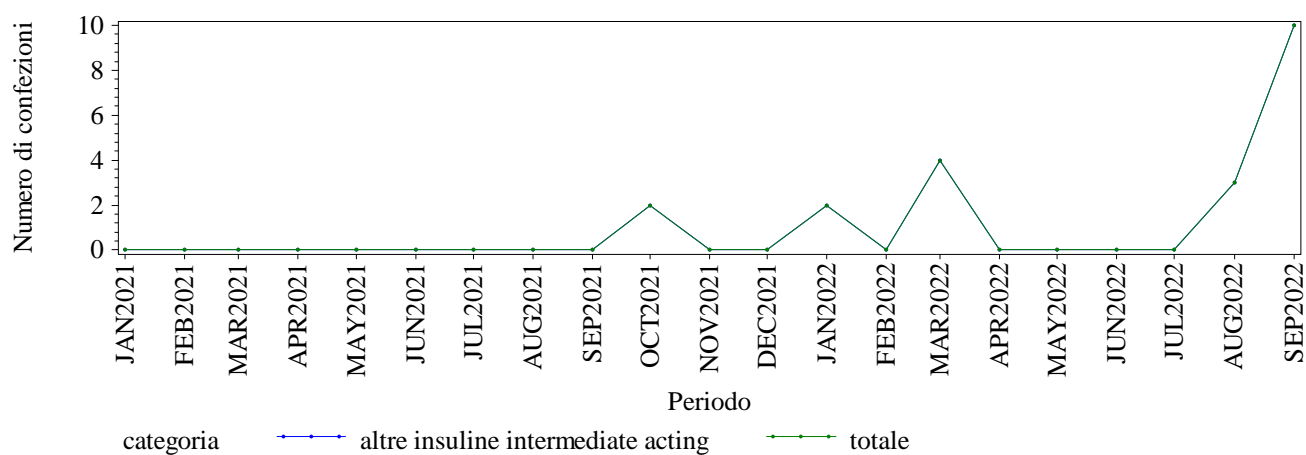 Numero di confezioni
10
8
6
4
2
0
JAN2021
FEB2021
MAR2021
APR2021
MAY2021
JUN2021
JUL2021
AUG2021
SEP2021
OCT2021
NOV2021
DEC2021
JAN2022
FEB2022
MAR2022
APR2022
MAY2022
JUN2022
JUL2022
AUG2022
SEP2022
Periodo
categoria altre insuline intermediate acting totale